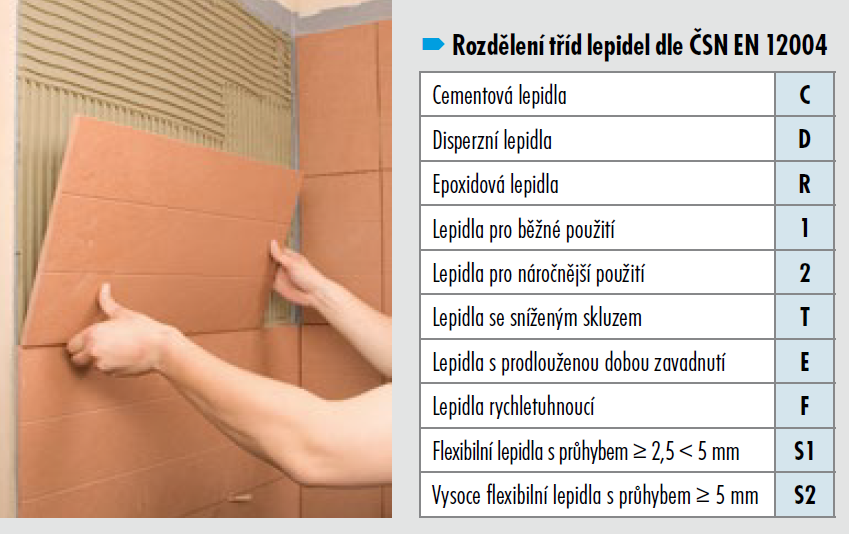 Rozdělení tříd lepidel dle ČSN EN 12004
Cementová lepidla C
Disperzní lepidla D
Epoxidová lepidla R
Lepidla pro běžné použití 1
Lepidla pro náročnější použití 2
Lepidla se sníženým skluzem T
Lepidla s prodlouženou dobou zavadnutí E
Lepidla rychletuhnoucí F
Flexibilní lepidla s průhybem ≥ 2,5 < 5 mm S1
Vysoce flexibilní lepidla s průhybem ≥ 5 mm S2